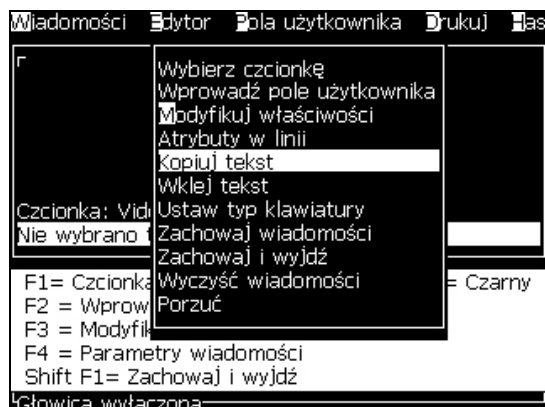 Wiadomości Edytor Pola użytkownika Drukuj Has
Wybierz czcionkę
Wprowadź pole użytkownika
Modyfikuj właściwości
Atrybuty w linii
Kopiuj tekst
Wklej tekst
Ustaw typ klawiatury
Zachowaj wiadomości
Zachowaj i wyjdź
Wyczyść wiadomości
Porzuć
Czcionka: Vid
Nie wybrano
F1= Czcionka = Czarny
F2 = Wprow
F3 = Modyfik
F4 = Parametry wiadomości
Shift F1= Zachowaj i wyjdź
Głowica wyłączona